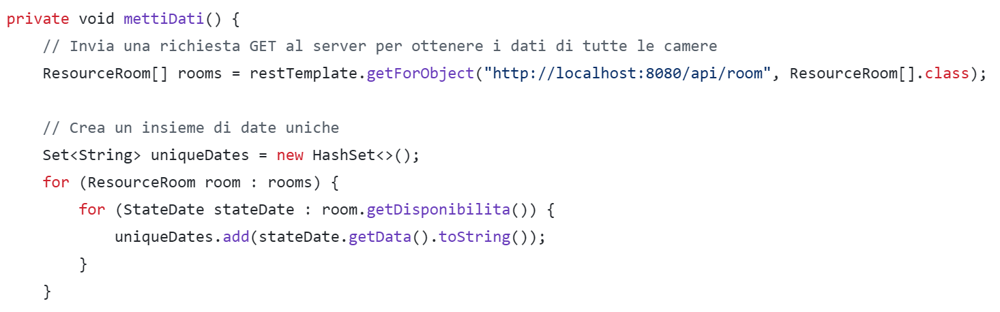 private void mettiDati() {
    // Invia una richiesta GET al server per ottenere i dati di tutte le camere
    ResourceRoom[] rooms = restTemplate.getForObject("http://localhost:8080/api/room", ResourceRoom[].class);

    // Crea un insieme di date uniche
    Set<String> uniqueDates = new HashSet<>();
    for (ResourceRoom room : rooms) {
        for (StateDate stateDate : room.getDisponibilita()) {
            uniqueDates.add(stateDate.getData().toString());
        }
    }